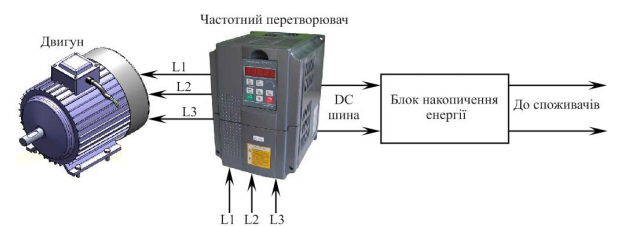 Частотний перетворювач
Двигун
L1
L2
L3
DC
шина
Блок накопичення
енергії
До споживачів
L1 L2 L3